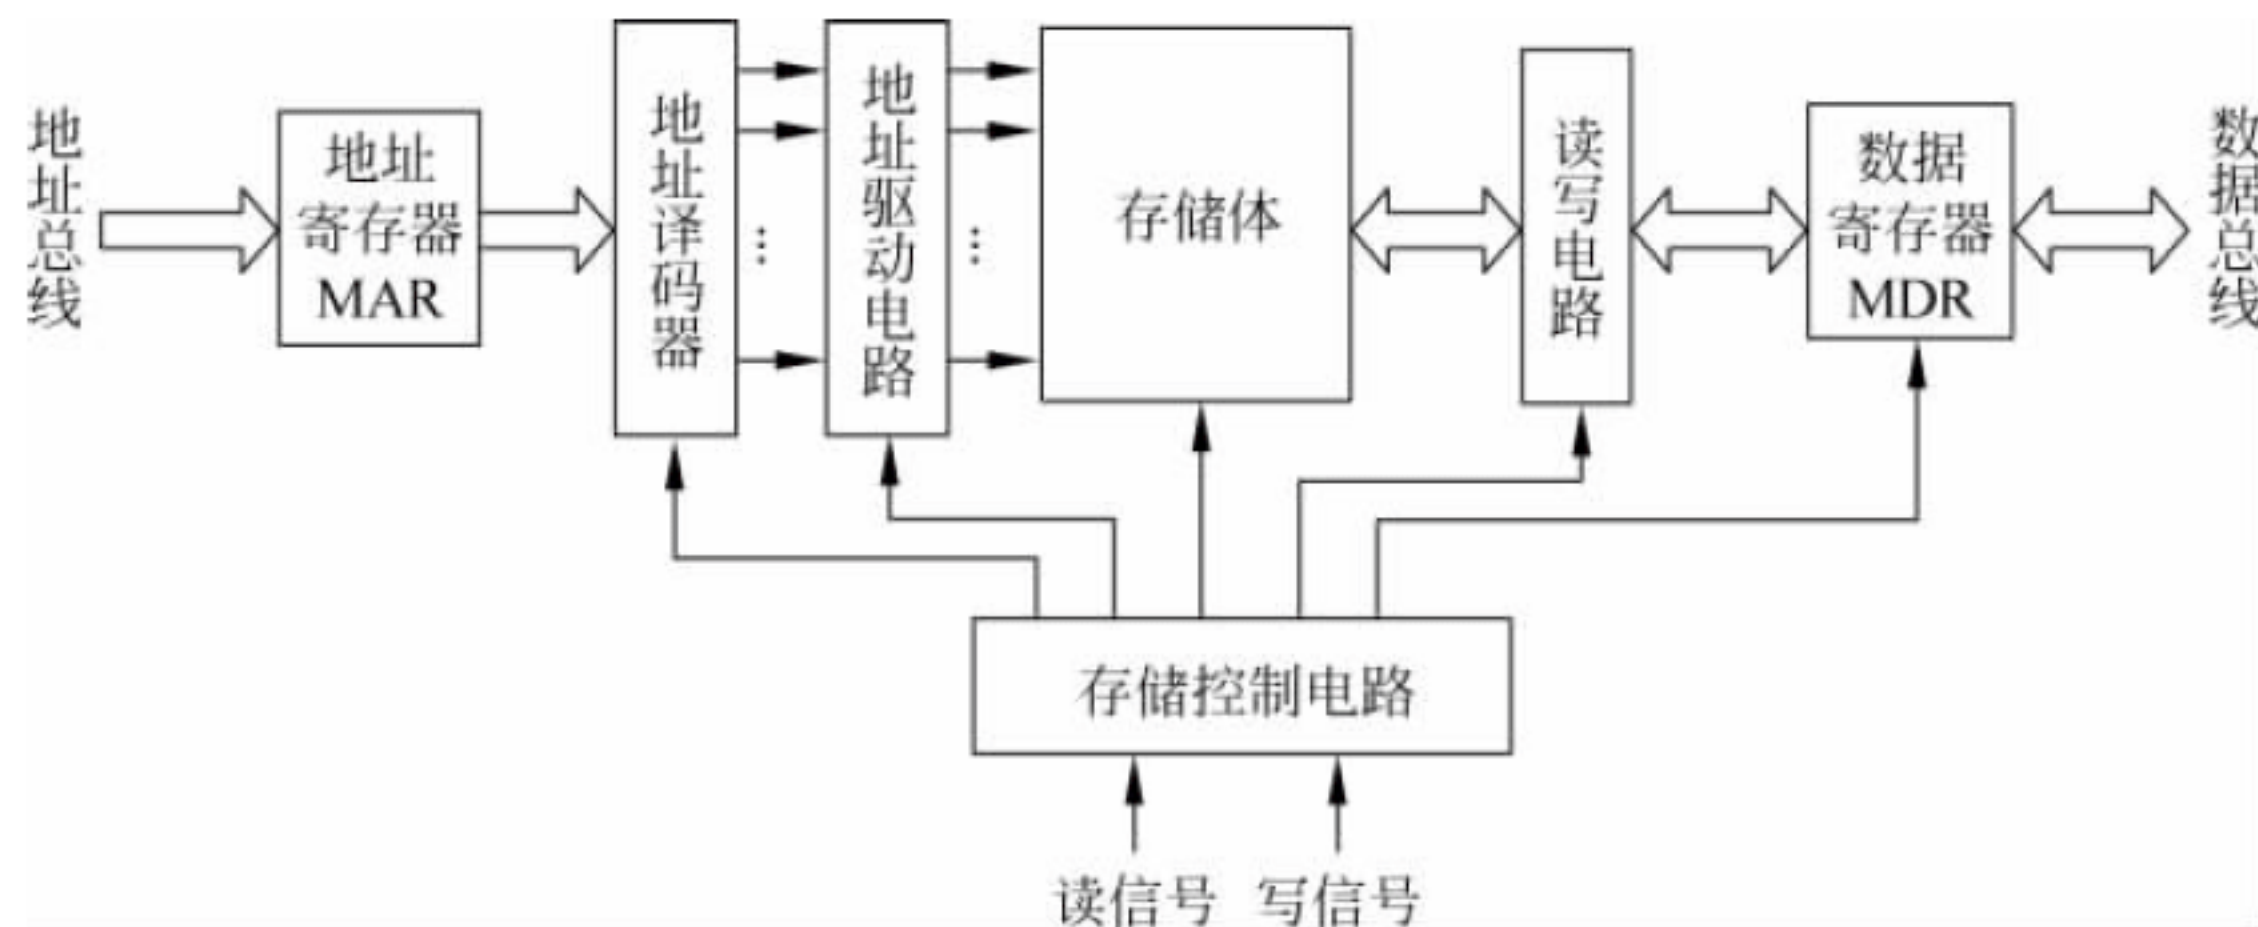 地址总线
地址
寄存器
MAR
地址译码器
地址驱动电路
存储体
读写电路
数据
寄存器
MDR
数据总线
存储控制电路
读信号 写信号